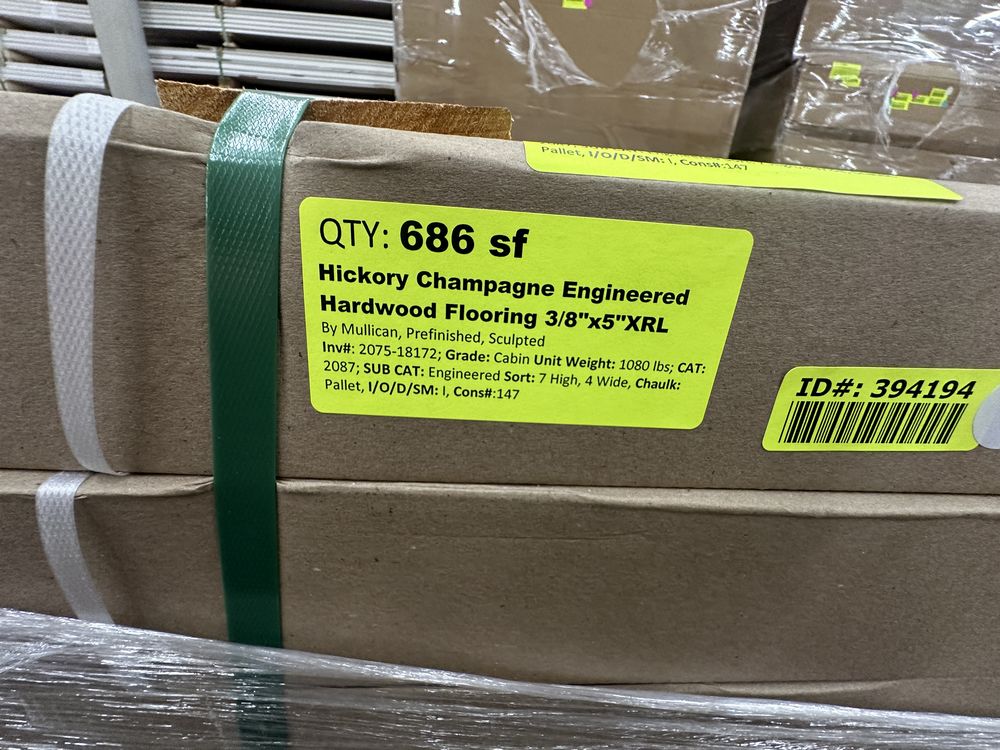 Pallet, I/O/D/SM: I, Cons#:147
QTY: 686 sf
Hickory Champagne Engineered
Hardwood Flooring 3/8"x5"XRL
By Mullican, Prefinished, Sculpted
Inv#: 2075-18172; Grade: Cabin Unit Weight: 1080 lbs; CAT:
2087; SUB CAT: Engineered Sort: 7 High, 4 Wide, Chaulk:
Pallet, I/O/D/SM: I, Cons#:147
ID#: 394194